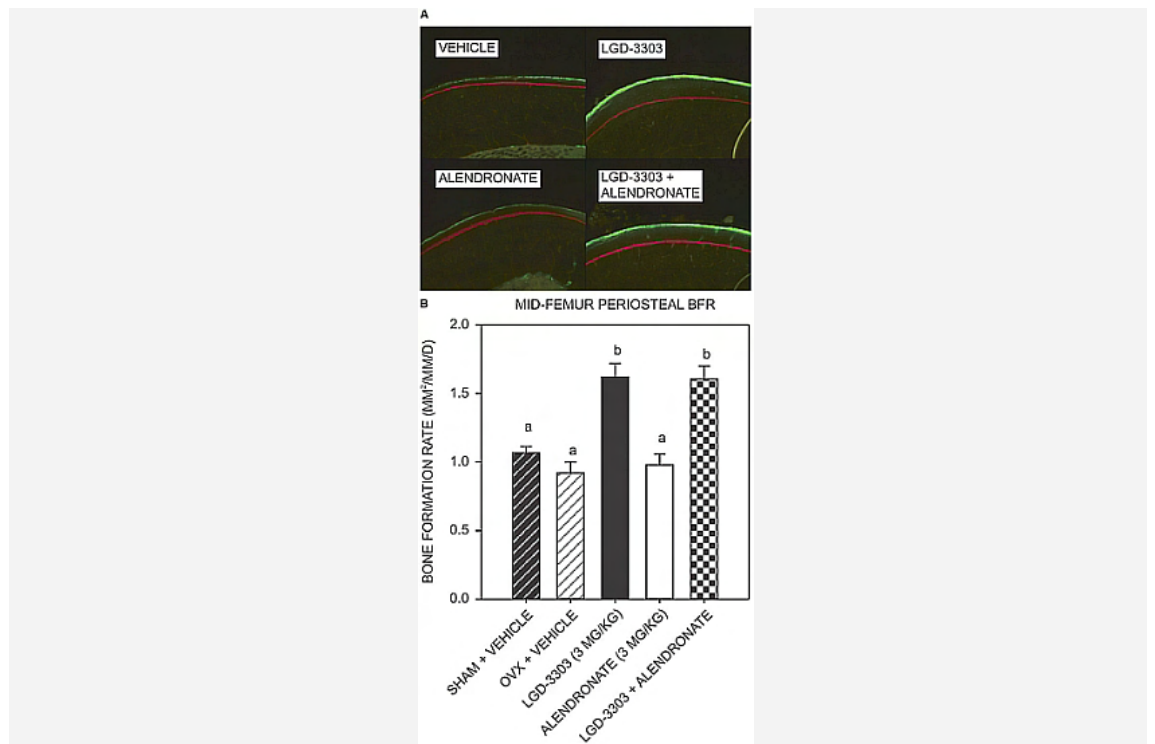 A
VEHICLE
LGD-3303
ALENDRONATE
LGD-3303 +
ALENDRONATE
B
MID-FEMUR PERIOSTEAL BFR
BONE FORMATION RATE (MM²/MM/D)
2.0
1.5
1.0
0.5
0.0
a
a
b
a
b
SHAM + VEHICLE
OVX + VEHICLE
LGD-3303 (3 MG/KG)
ALENDRONATE (3 MG/KG)
LGD-3303 + ALENDRONATE